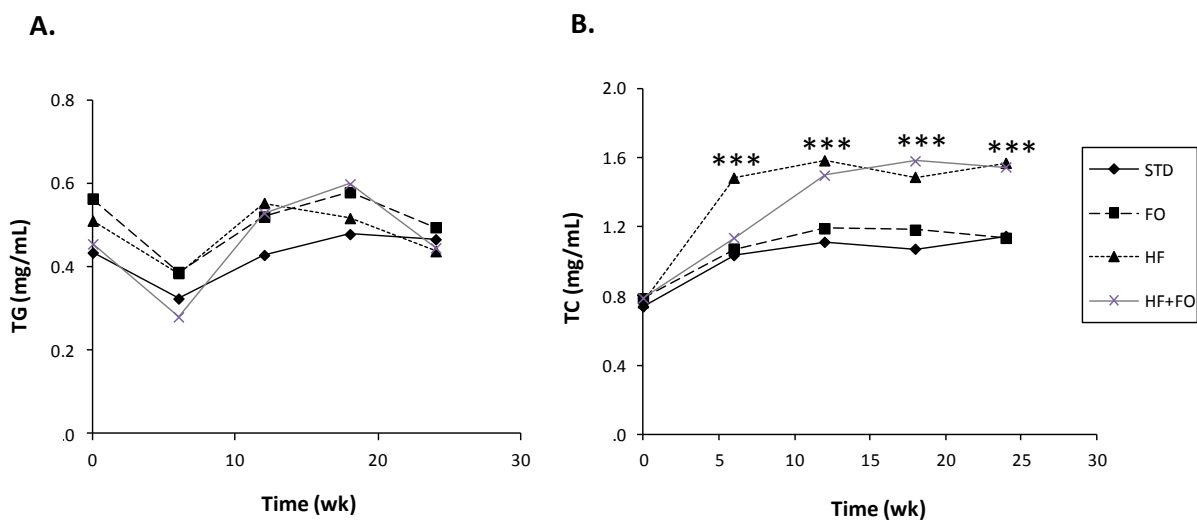 A.
B.
TG (mg/mL)
0.8
0.6
0.4
0.2
.0
0 10 20 30
Time (wk)
TC (mg/mL)
2.0
1.6
1.2
0.8
0.4
.0
*** *** *** ***
0 5 10 15 20 25 30
Time (wk)
STD
FO
HF
HF+FO